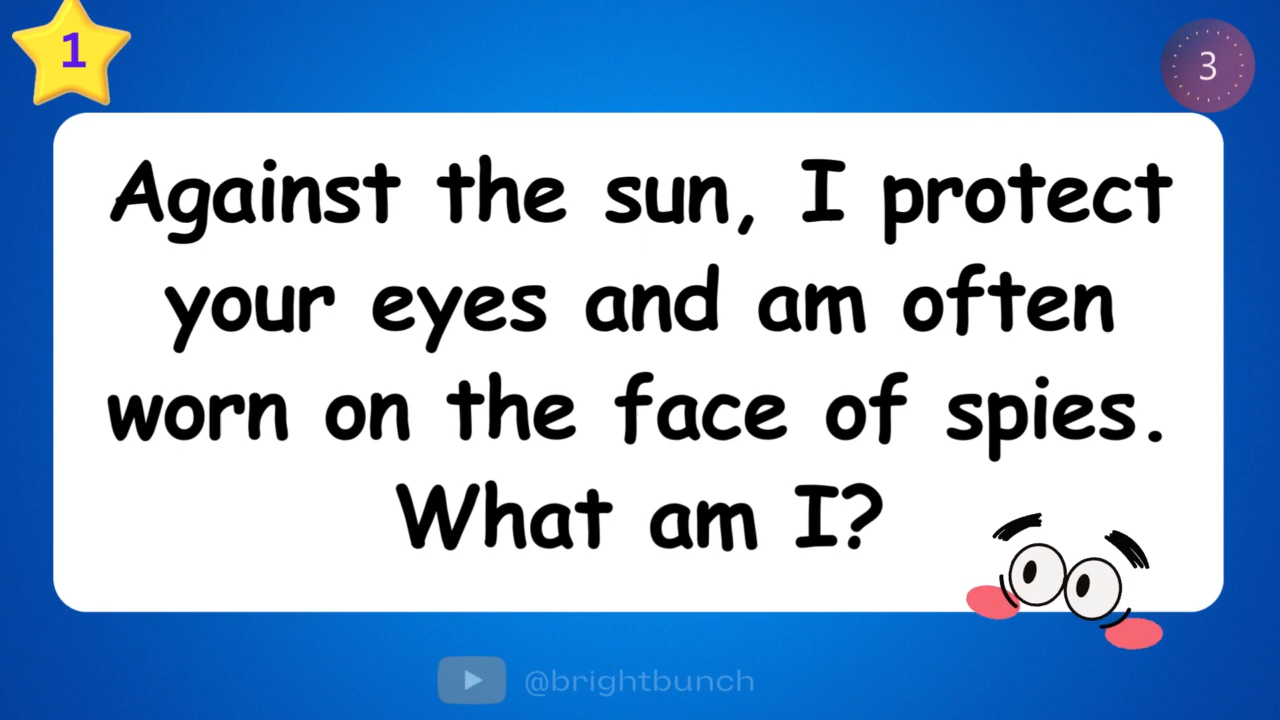 1
3
Against the sun, I protect
your eyes and am often
worn on the face of spies.
What am I?
@brightbunch